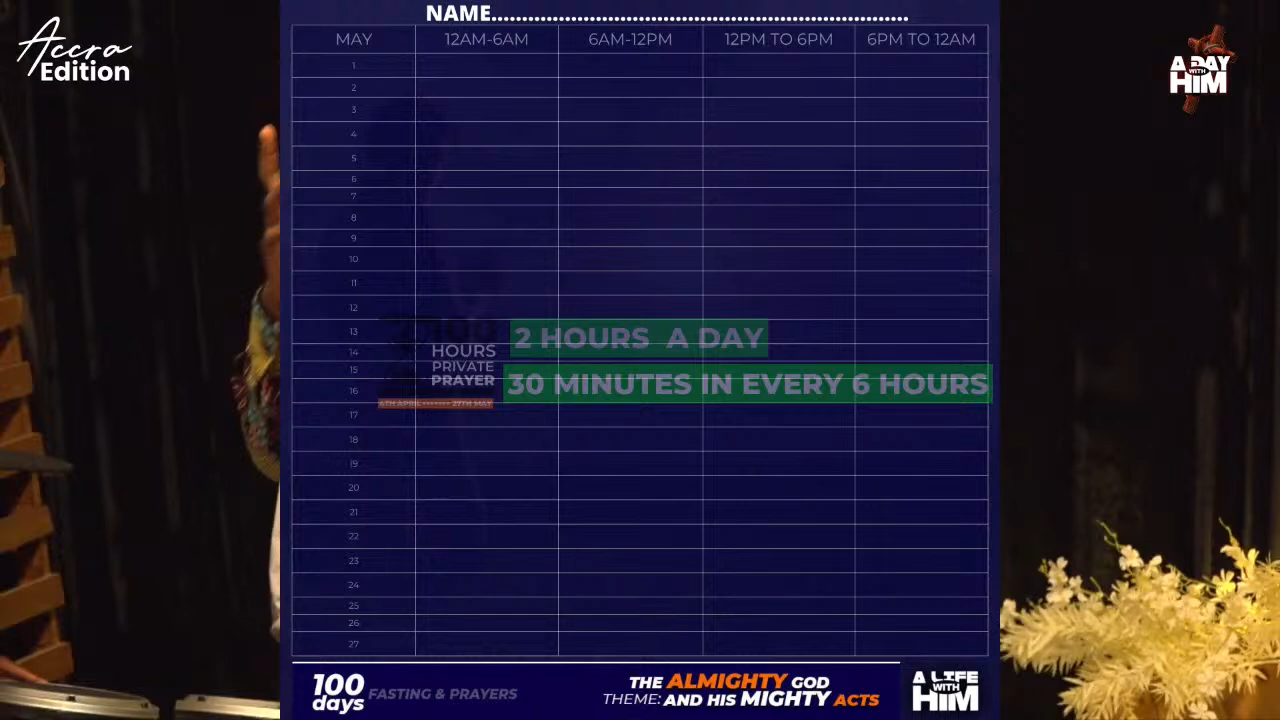 Accra
Edition
NAME................................................................................
MAY 12AM-6AM 6AM-12PM 12PM TO 6PM 6PM TO 12AM
A DAY
WITH
HIM
1
2
3
4
5
6
7
8
9
10
11
12
13
14
15
16
17
18
19
20
21
22
23
24
25
26
27
HOURS
PRIVATE
PRAYER
2 HOURS A DAY
30 MINUTES IN EVERY 6 HOURS
100
days
FASTING & PRAYERS
THE ALMIGHTY GOD
THEME: AND HIS MIGHTY ACTS
A LIFE
WITH
HIM